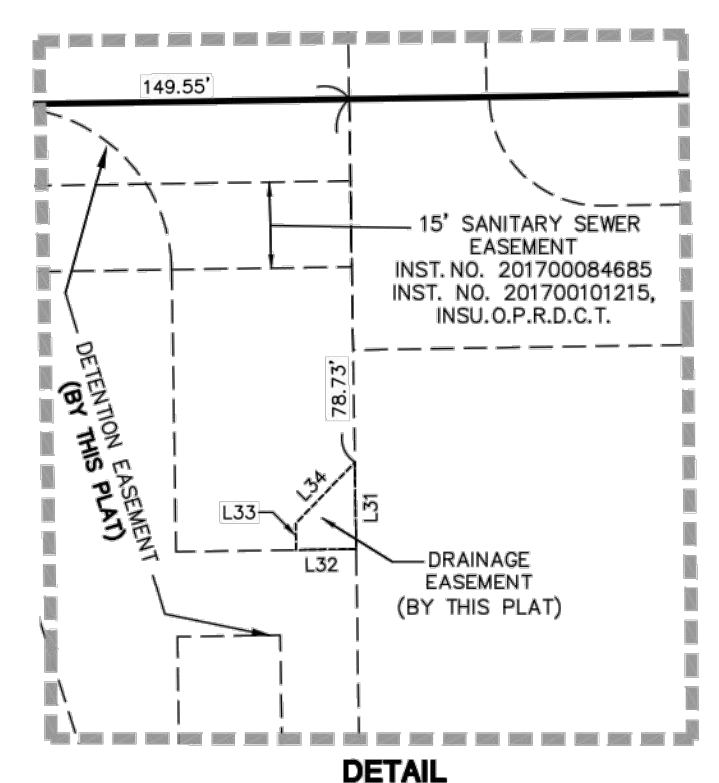 149.55'
15' SANITARY SEWER
EASEMENT
INST. NO. 201700084685
INST. NO. 201700101215,
INSU.O.P.R.D.C.T.
78.73'
DETENTION EASEMENT
(BY THIS PLAT)
L34
L31
L33
L32
DRAINAGE
EASEMENT
(BY THIS PLAT)
DETAIL